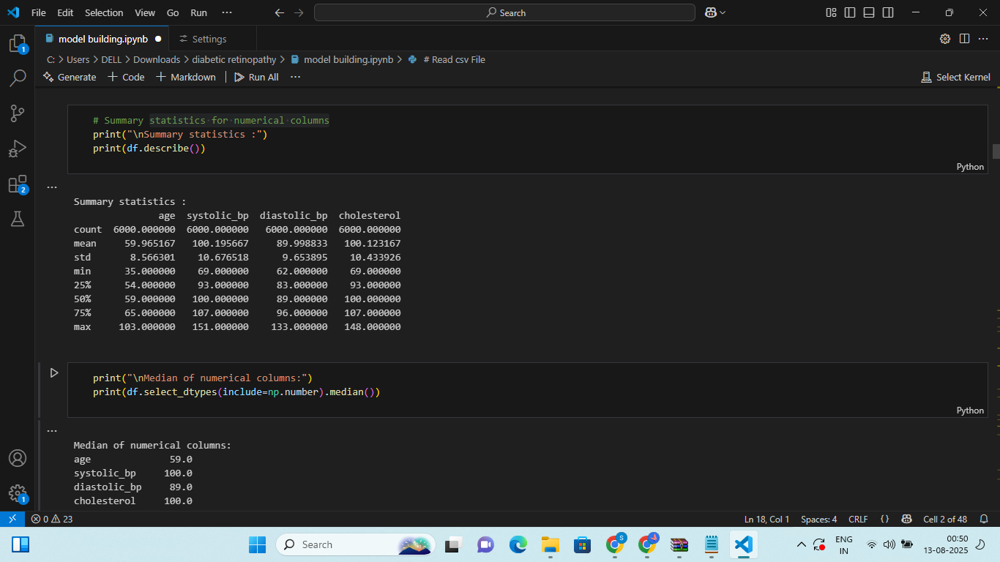 File Edit Selection View Go Run ··· Search
model building.ipynb Settings
C: > Users > DELL > Downloads > diabetic retinopathy > model building.ipynb > # Read csv File
Generate + Code + Markdown | Run All ··· Select Kernel
# Summary statistics for numerical columns
print("\nSummary statistics :")
print(df.describe())
Python
Summary statistics :
age systolic_bp diastolic_bp cholesterol
count 6000.000000 6000.000000 6000.000000 6000.000000
mean 59.965167 100.195667 89.998833 100.123167
std 8.566301 10.676518 9.653895 10.433926
min 35.000000 69.000000 62.000000 69.000000
25% 54.000000 93.000000 83.000000 93.000000
50% 59.000000 100.000000 89.000000 100.000000
75% 65.000000 107.000000 96.000000 107.000000
max 103.000000 151.000000 133.000000 148.000000
print("\nMedian of numerical columns:")
print(df.select_dtypes(include=np.number).median())
Python
Median of numerical columns:
age 59.0
systolic_bp 100.0
diastolic_bp 89.0
cholesterol 100.0
1
2
1
0 23 Ln 18, Col 1 Spaces: 4 CRLF {} Cell 2 of 48
Search S ENG 00:50
IN 13-08-2025